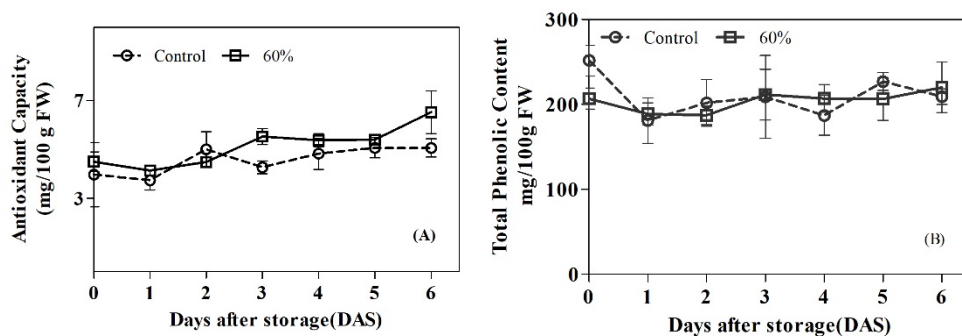 Control 60%
Antioxidant Capacity
(mg/100 g FW)
7
3
(A)
0 1 2 3 4 5 6
Days after storage(DAS)
Control 60%
Total Phenolic Content
mg/100g FW
300
200
100
0
(B)
0 1 2 3 4 5 6
Days after storage(DAS)